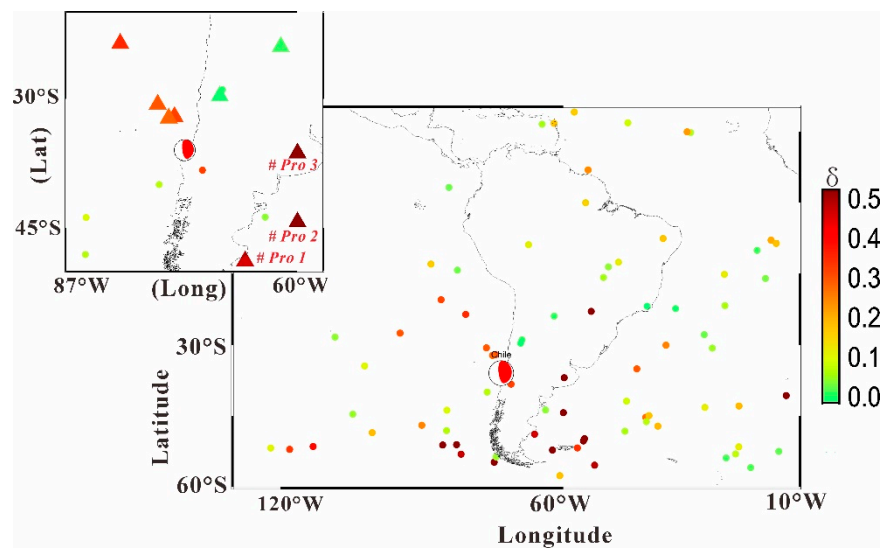 30°S
(Lat)
45°S
87°W
(Long)
60°W
# Pro 3
# Pro 2
# Pro 1
δ
0.5
0.4
0.3
0.2
0.1
0.0
Chile
30°S
Latitude
60°S
120°W
60°W
10°W
Longitude